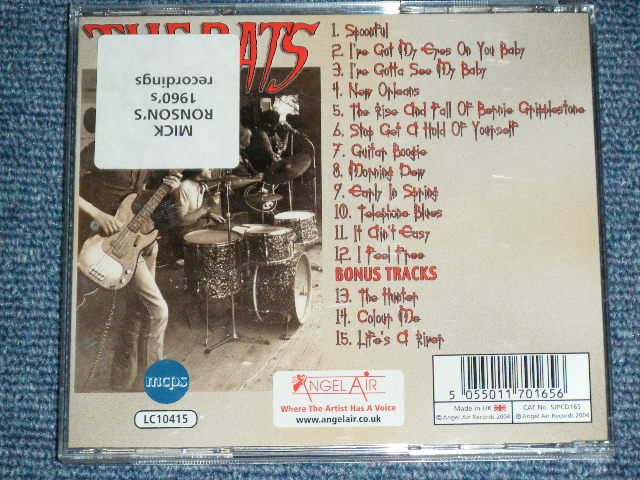 THE RATS
MICK
RONSON'S
1960's
recordings
1. Spoonful
2. I've Got My Eyes On You Baby
3. I've Gotta See My Baby
4. New Orleans
5. The Rise And Fall Of Bernie Gripplestone
6. Stop Get A Hold Of Yourself
7. Guitar Boogie
8. Morning Dew
9. Early In Spring
10. Telephone Blues
11. It Ain't Easy
12. I Feel Free
BONUS TRACKS
13. The Hunter
14. Colour Me
15. Life's A River
mcps
LC10415
ANGEL AIR
Where The Artist Has A Voice
www.angelair.co.uk
5 055011 701656
Made in UK
℗ Angel Air Records 2004
CAT No: SJPCD165
© Angel Air Records 2004